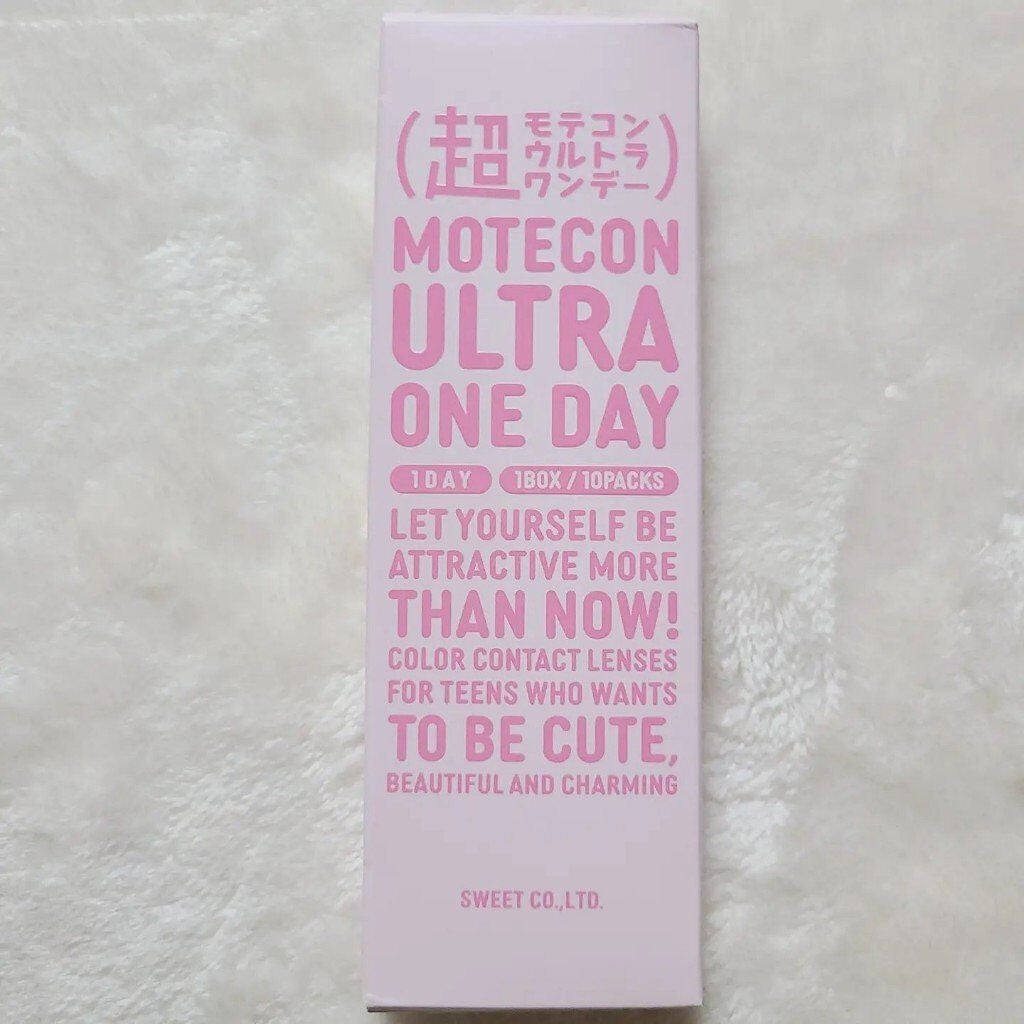 (超 モテコン
ウルトラ
ワンデー)
MOTECON
ULTRA
ONE DAY
1 DAY 1BOX / 10PACKS
LET YOURSELF BE
ATTRACTIVE MORE
THAN NOW!
COLOR CONTACT LENSES
FOR TEENS WHO WANTS
TO BE CUTE,
BEAUTIFUL AND CHARMING
SWEET CO.,LTD.